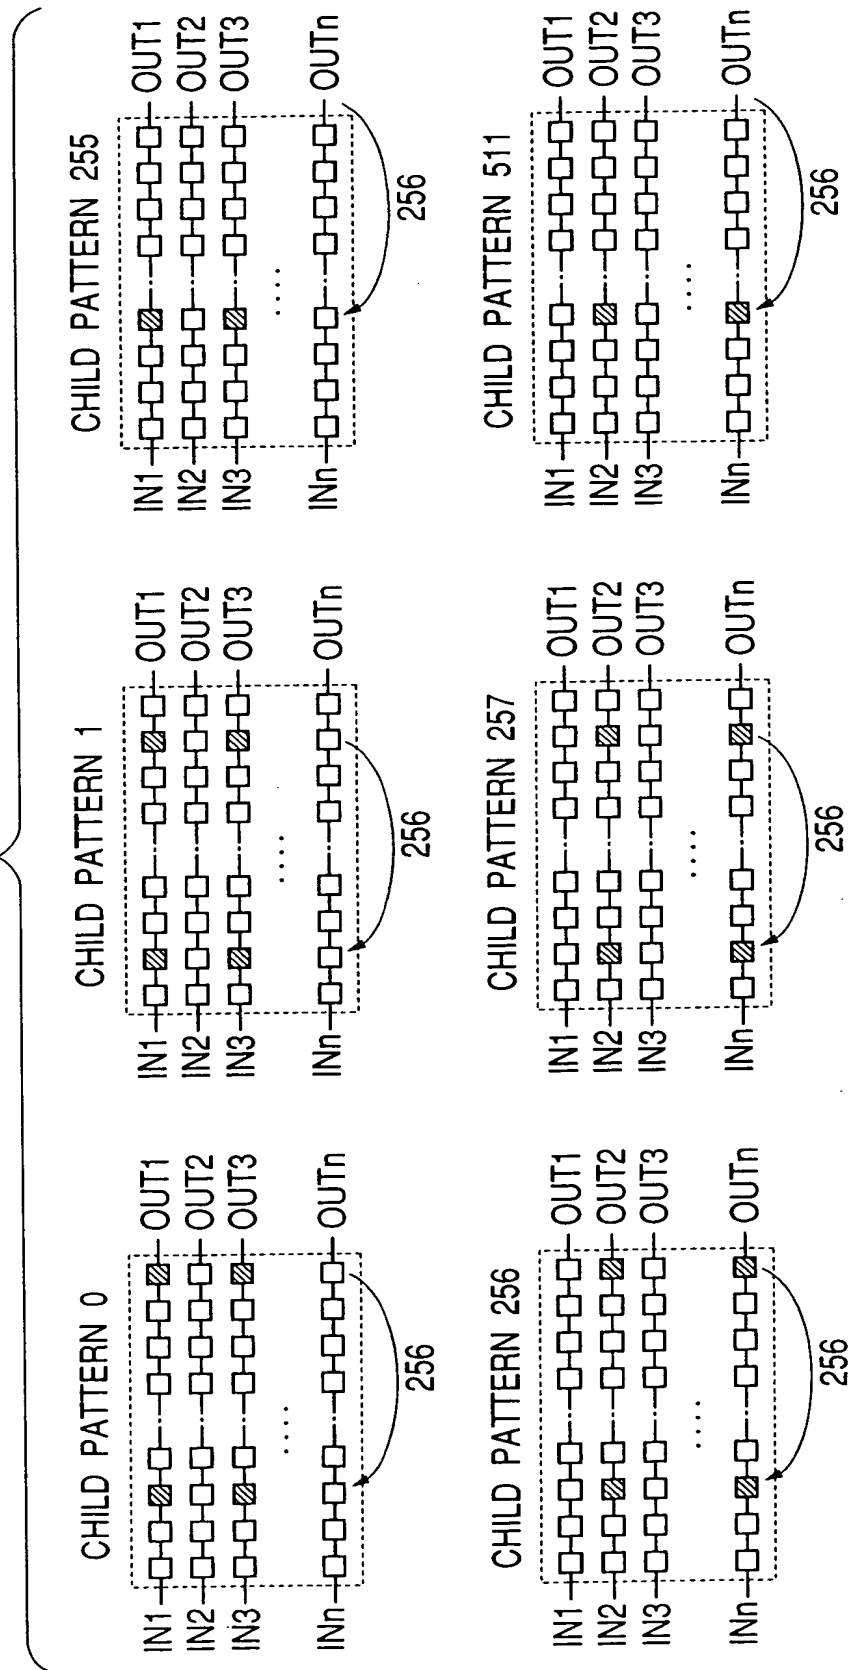 CHILD PATTERN 0
IN1 OUT1
IN2 OUT2
IN3 OUT3
....
INn OUTn
256
CHILD PATTERN 1
IN1 OUT1
IN2 OUT2
IN3 OUT3
....
INn OUTn
256
CHILD PATTERN 255
IN1 OUT1
IN2 OUT2
IN3 OUT3
....
INn OUTn
256
CHILD PATTERN 256
IN1 OUT1
IN2 OUT2
IN3 OUT3
....
INn OUTn
256
CHILD PATTERN 257
IN1 OUT1
IN2 OUT2
IN3 OUT3
....
INn OUTn
256
CHILD PATTERN 511
IN1 OUT1
IN2 OUT2
IN3 OUT3
....
INn OUTn
256